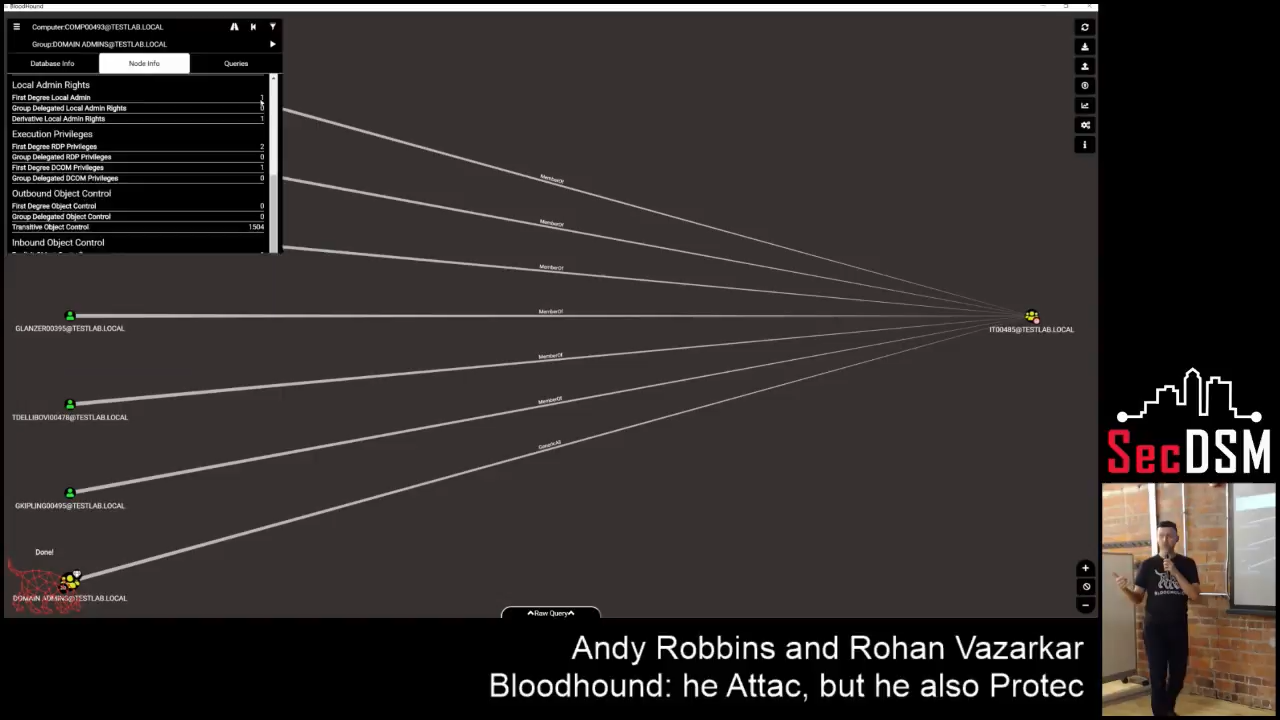 BloodHound
Computer:COMP00493@TESTLAB.LOCAL
Group:DOMAIN ADMINS@TESTLAB.LOCAL
Database Info
Node Info
Queries
Local Admin Rights
First Degree Local Admin 1
Group Delegated Local Admin Rights 0
Derivative Local Admin Rights 1
Execution Privileges
First Degree RDP Privileges 2
Group Delegated RDP Privileges 0
First Degree DCOM Privileges 1
Group Delegated DCOM Privileges 0
Outbound Object Control
First Degree Object Control 0
Group Delegated Object Control 0
Transitive Object Control 1504
Inbound Object Control
MemberOf
MemberOf
MemberOf
MemberOf
MemberOf
MemberOf
GenericAll
GLANZER00395@TESTLAB.LOCAL
IT00485@TESTLAB.LOCAL
TDELLIBOVI00478@TESTLAB.LOCAL
GKIPLING00495@TESTLAB.LOCAL
Done!
DOMAIN ADMINS@TESTLAB.LOCAL
Raw Query
SecDSM
Andy Robbins and Rohan Vazarkar
Bloodhound: he Attac, but he also Protec